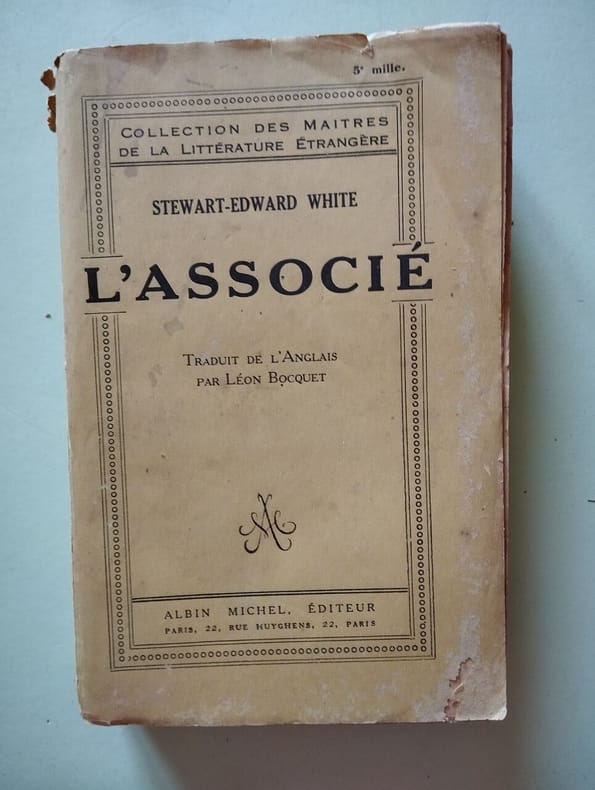 5e mille.
COLLECTION DES MAITRES
DE LA LITTÉRATURE ÉTRANGÈRE
STEWART-EDWARD WHITE
L'ASSOCIÉ
TRADUIT DE L'ANGLAIS
PAR LÉON BOCQUET
AM
ALBIN MICHEL, ÉDITEUR
PARIS, 22, RUE HUYGHENS, 22, PARIS